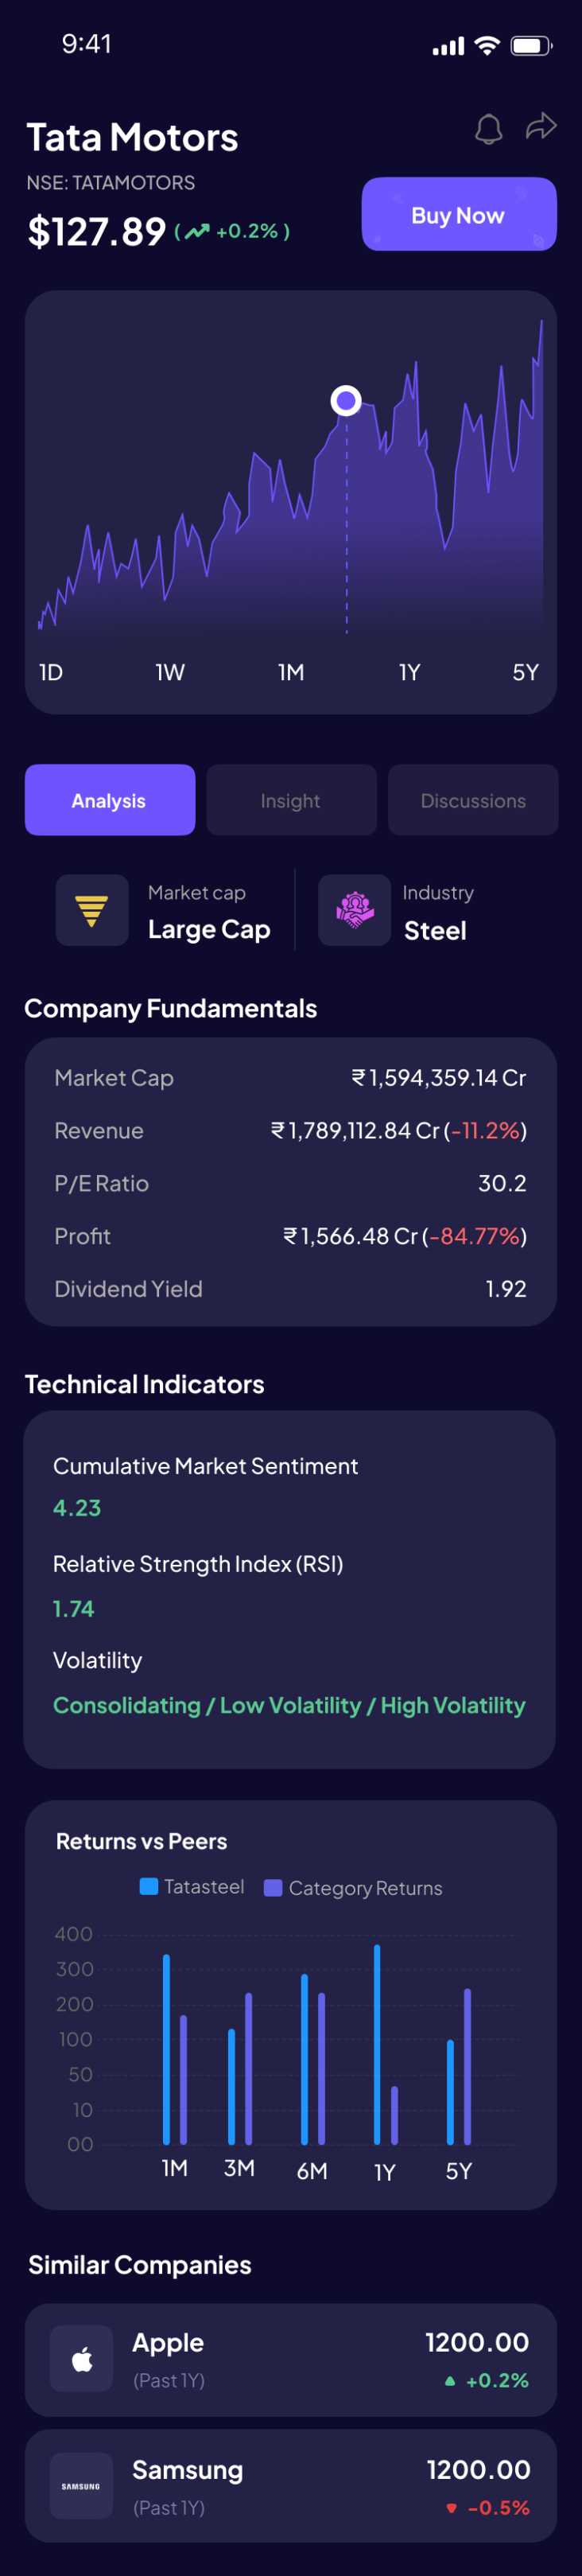 9:41
Tata Motors
NSE: TATAMOTORS
$127.89 ( +0.2% )
Buy Now
1D 1W 1M 1Y 5Y
Analysis Insight Discussions
Market cap Industry
Large Cap Steel
Company Fundamentals
Market Cap ₹ 1,594,359.14 Cr
Revenue ₹ 1,789,112.84 Cr (-11.2%)
P/E Ratio 30.2
Profit ₹ 1,566.48 Cr (-84.77%)
Dividend Yield 1.92
Technical Indicators
Cumulative Market Sentiment
4.23
Relative Strength Index (RSI)
1.74
Volatility
Consolidating / Low Volatility / High Volatility
Returns vs Peers
Tatasteel Category Returns
400
300
200
100
50
10
00
1M 3M 6M 1Y 5Y
Similar Companies
Apple 1200.00
(Past 1Y) +0.2%
SAMSUNG
Samsung 1200.00
(Past 1Y) -0.5%